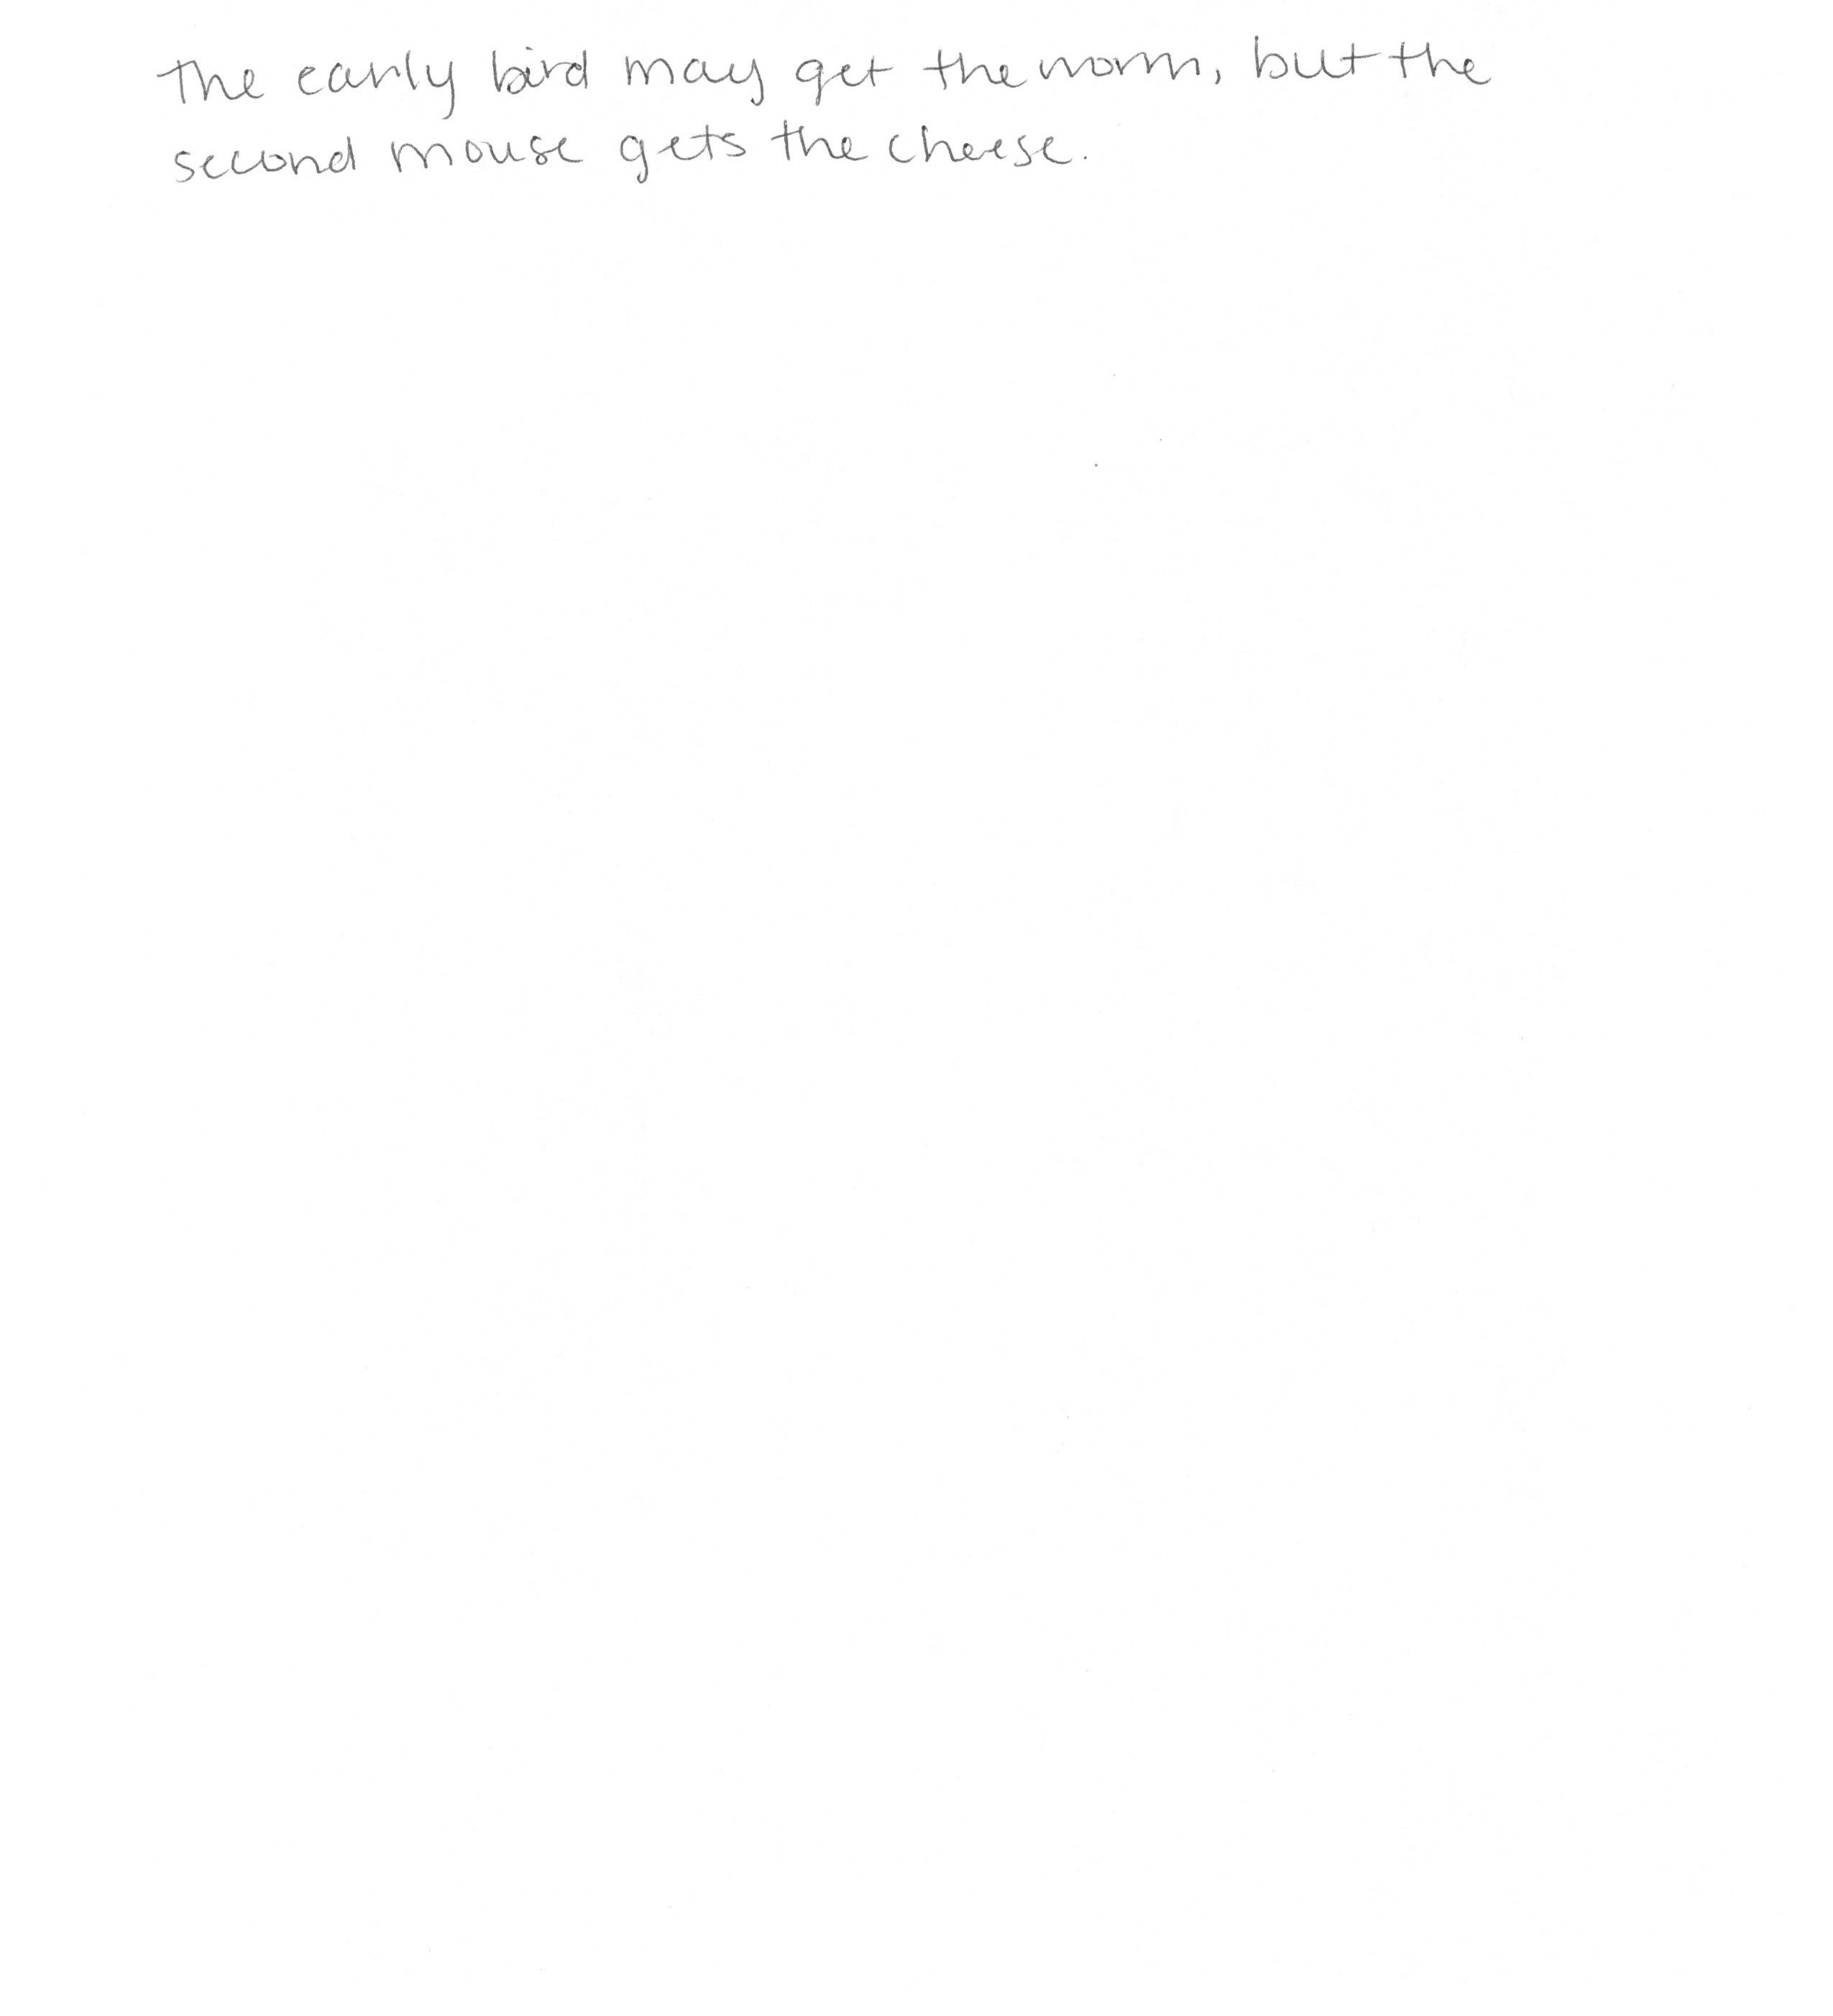 The early bird may get the worm, but the
second mouse gets the cheese.